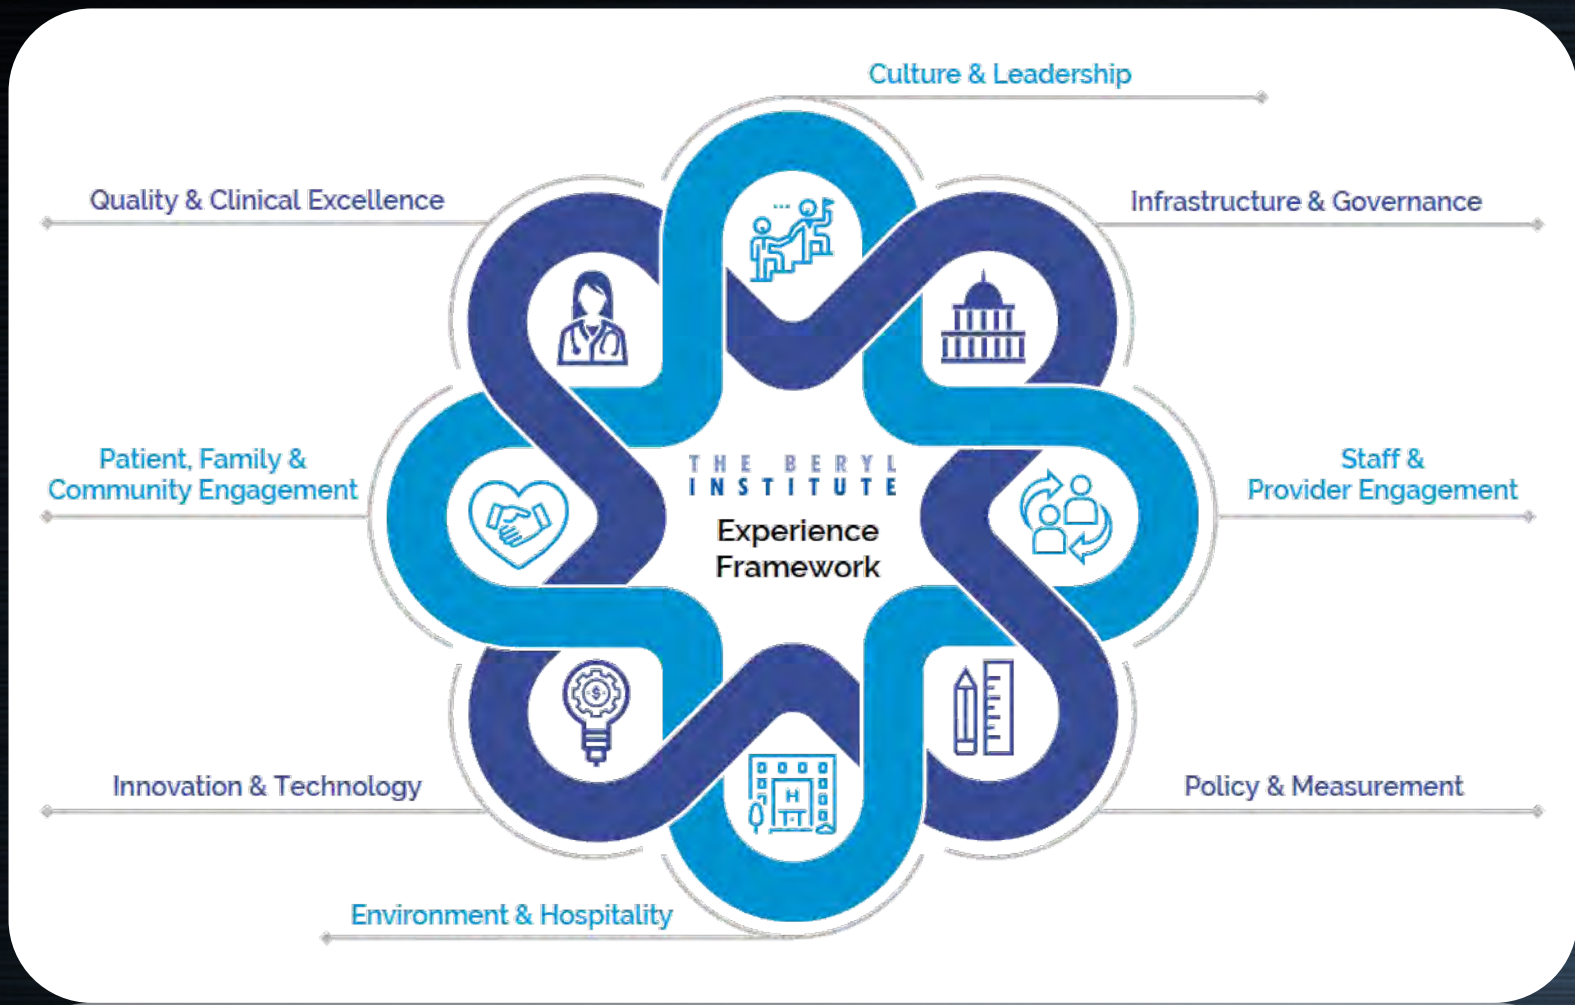 Culture & Leadership
Quality & Clinical Excellence
Infrastructure & Governance
Patient, Family &
Community Engagement
THE BERYL
INSTITUTE
Experience
Framework
Staff &
Provider Engagement
$
H
Innovation & Technology
Policy & Measurement
Environment & Hospitality